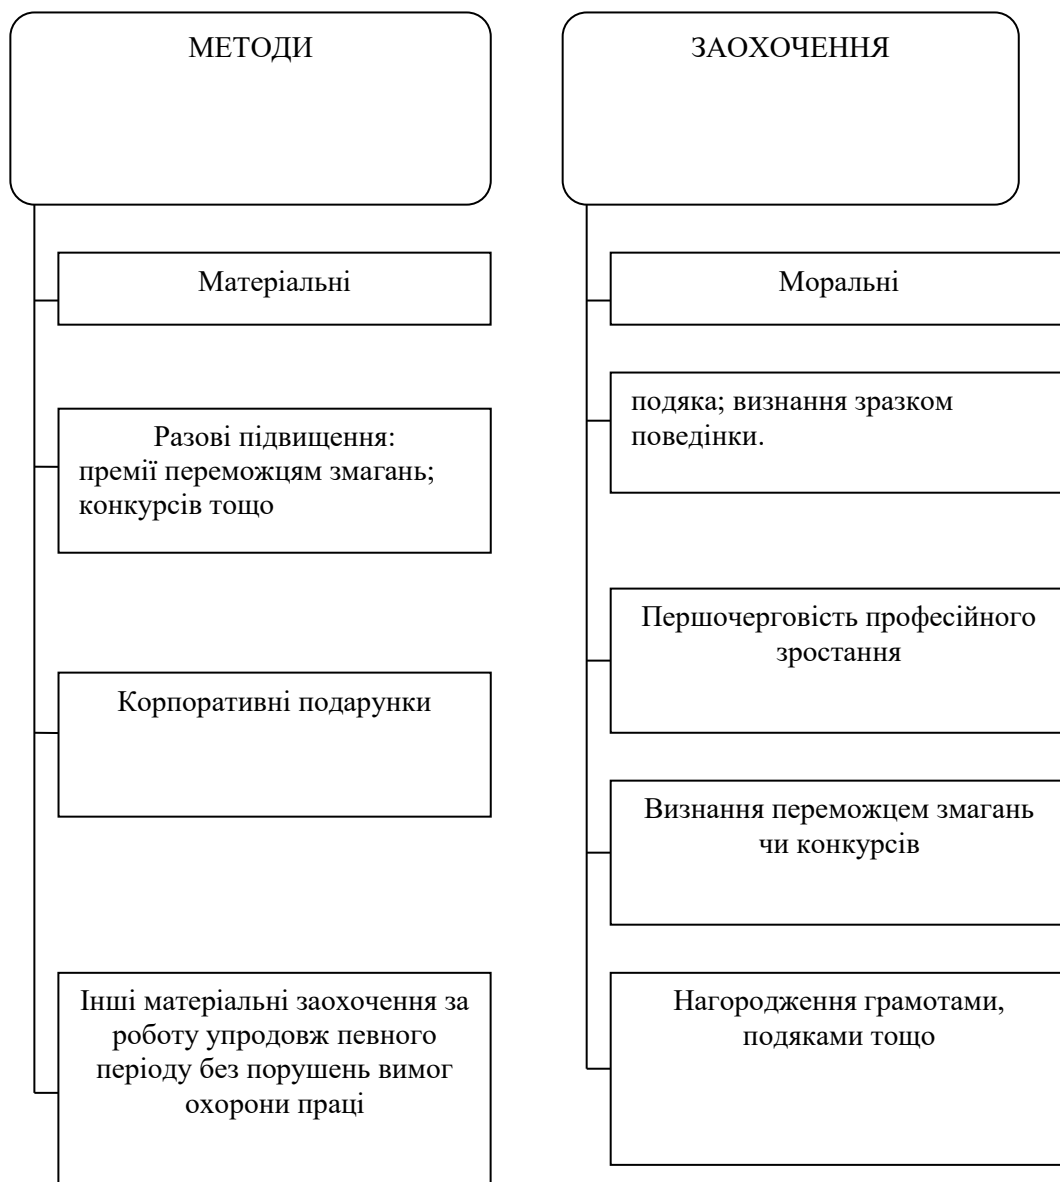 МЕТОДИ
Матеріальні
Разові підвищення:
премії переможцям змагань;
конкурсів тощо
Корпоративні подарунки
Інші матеріальні заохочення за
роботу упродовж певного
періоду без порушень вимог
охорони праці
ЗАОХОЧЕННЯ
Моральні
подяка; визнання зразком
поведінки.
Першочерговість професійного
зростання
Визнання переможцем змагань
чи конкурсів
Нагородження грамотами,
подяками тощо